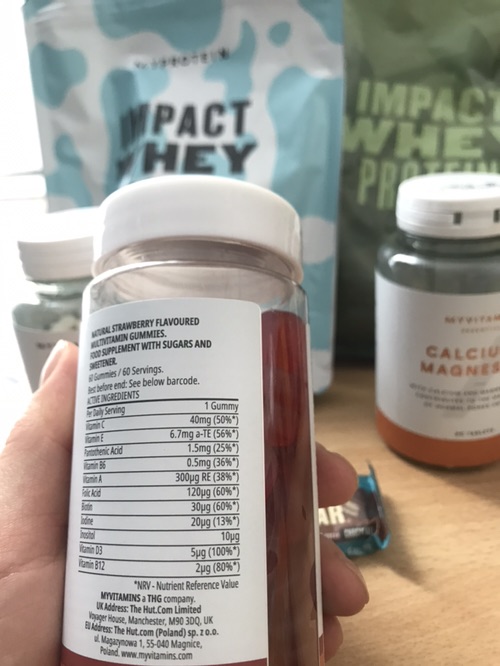 MYPROTEIN
IMPACT
WHEY
IMPACT
WHEY
PROTEIN
MYVITAMINS
CALCIUM
MAGNES
60 TABLETS
NATURAL STRAWBERRY FLAVOURED
MULTIVITAMIN GUMMIES.
FOOD SUPPLEMENT WITH SUGARS AND
SWEETENER.
60 Gummies / 60 Servings.
Best before end: See below barcode.
ACTIVE INGREDIENTS
Per Daily Serving 1 Gummy
Vitamin C 40mg (50%*)
Vitamin E 6.7mg a-TE (56%*)
Pantothenic Acid 1.5mg (25%*)
Vitamin B6 0.5mg (36%*)
Vitamin A 300µg RE (38%*)
Folic Acid 120µg (60%*)
Biotin 30µg (60%*)
Iodine 20µg (13%*)
Inositol 10µg
Vitamin D3 5µg (100%*)
Vitamin B12 2µg (80%*)
*NRV - Nutrient Reference Value
MYVITAMINS a THG company.
UK Address: The Hut.Com Limited
Voyager House, Manchester, M90 3DQ, UK
EU Address: The Hut.com (Poland) sp. z o.o.
ul. Magazynowa 1, 55-040 Magnice,
Poland. www.myvitamins.com
AR